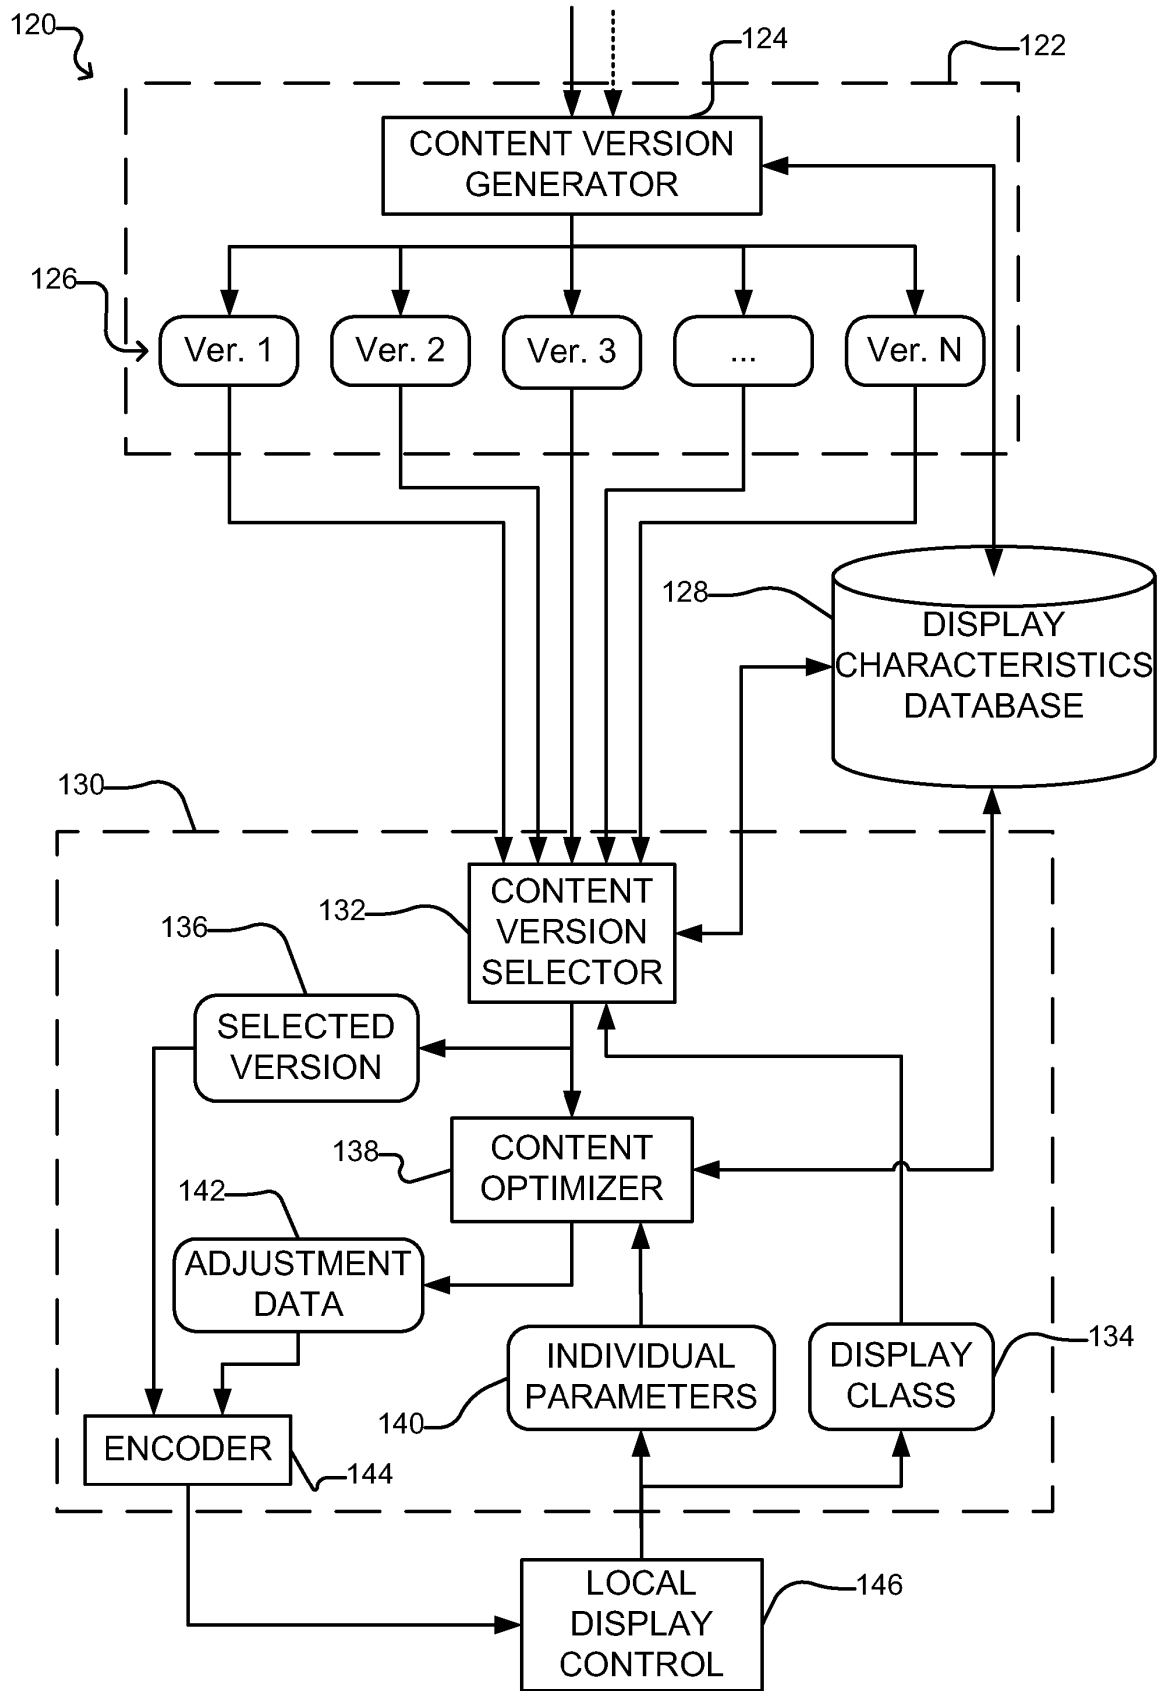 120
124
122
CONTENT VERSION
GENERATOR
126
Ver. 1
Ver. 2
Ver. 3
...
Ver. N
128
DISPLAY
CHARACTERISTICS
DATABASE
130
132
CONTENT
VERSION
SELECTOR
136
SELECTED
VERSION
138
CONTENT
OPTIMIZER
142
ADJUSTMENT
DATA
INDIVIDUAL
PARAMETERS
140
DISPLAY
CLASS
134
ENCODER
144
LOCAL
DISPLAY
CONTROL
146